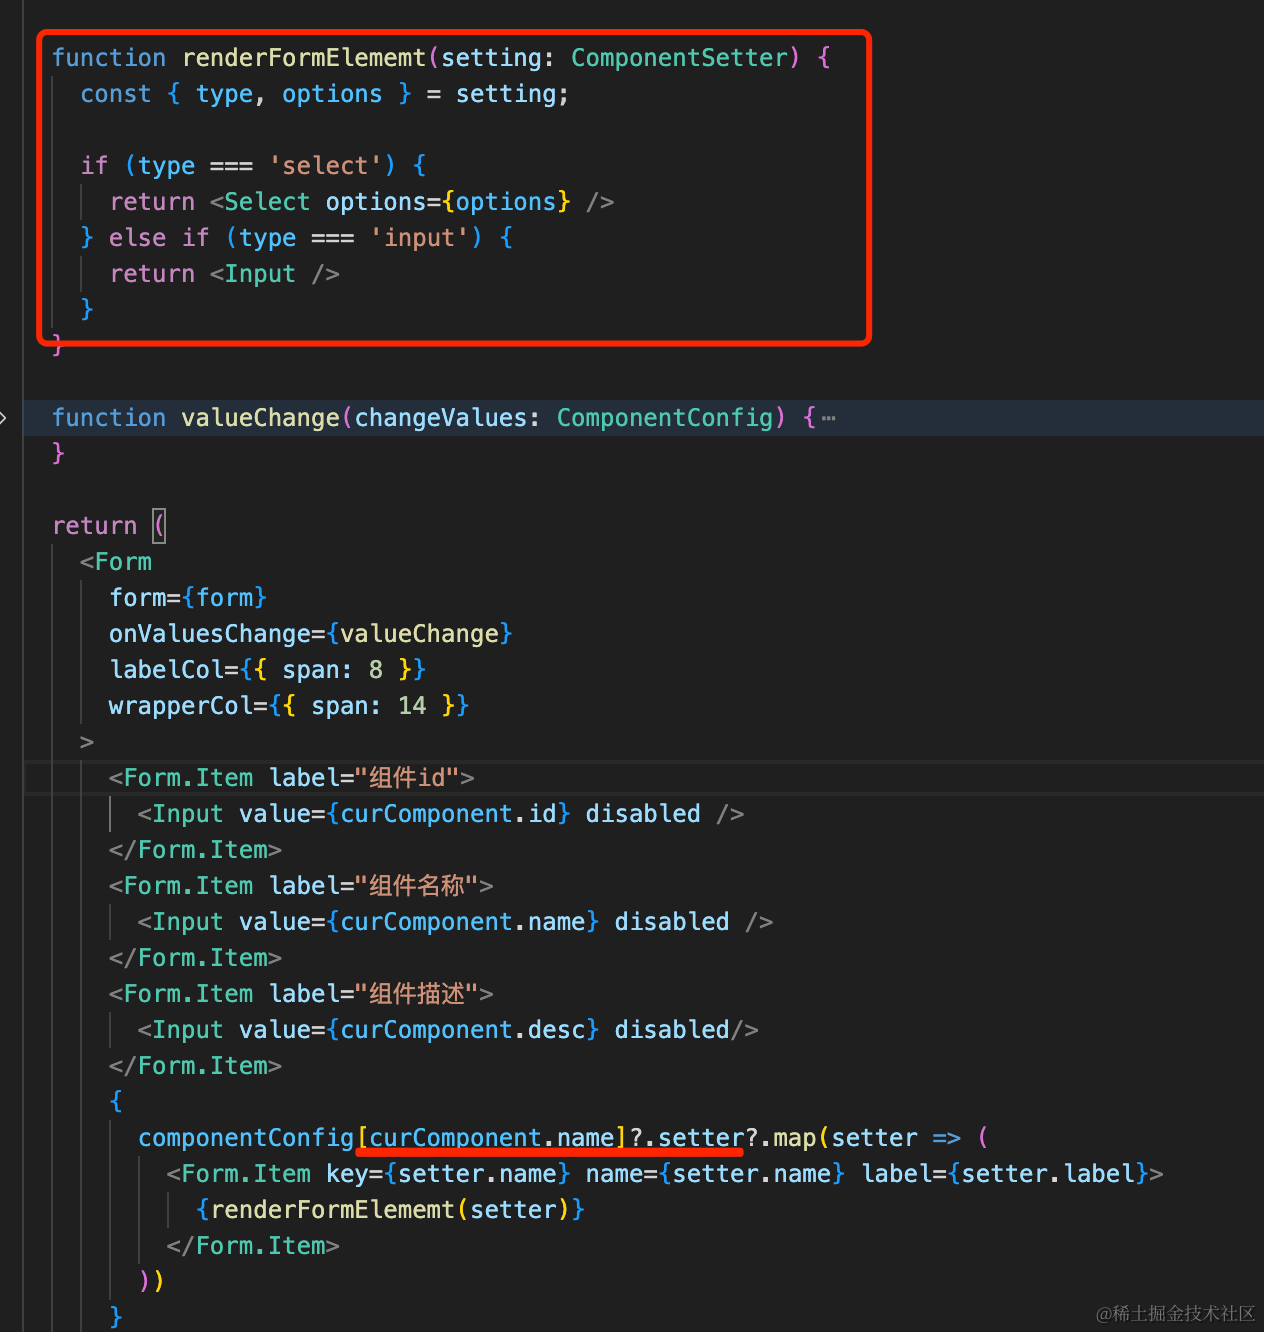 function renderFormElememt(setting: ComponentSetter) {
  const { type, options } = setting;

  if (type === 'select') {
    return <Select options={options} />
  } else if (type === 'input') {
    return <Input />
  }
}

function valueChange(changeValues: ComponentConfig) {⋯
}

return (
  <Form
    form={form}
    onValuesChange={valueChange}
    labelCol={{ span: 8 }}
    wrapperCol={{ span: 14 }}
  >
    <Form.Item label="组件id">
      <Input value={curComponent.id} disabled />
    </Form.Item>
    <Form.Item label="组件名称">
      <Input value={curComponent.name} disabled />
    </Form.Item>
    <Form.Item label="组件描述">
      <Input value={curComponent.desc} disabled/>
    </Form.Item>
    {
      componentConfig[curComponent.name]?.setter?.map(setter => (
        <Form.Item key={setter.name} name={setter.name} label={setter.label}>
          {renderFormElememt(setter)}
        </Form.Item>
      ))
    }
@稀土掘金技术社区